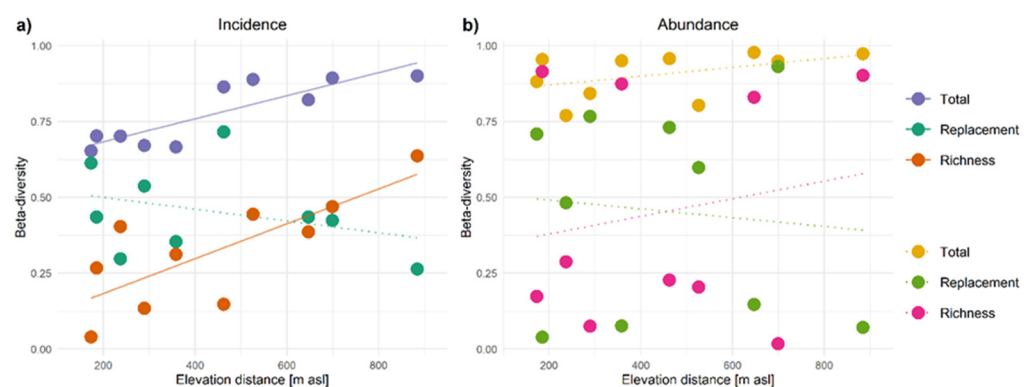 a) Incidence
b) Abundance
Beta-diversity
1.00
0.75
0.50
0.25
0.00
200 400 600 800
Elevation distance [m asl]
Beta-diversity
1.00
0.75
0.50
0.25
0.00
200 400 600 800
Elevation distance [m asl]
Total
Replacement
Richness
Total
Replacement
Richness